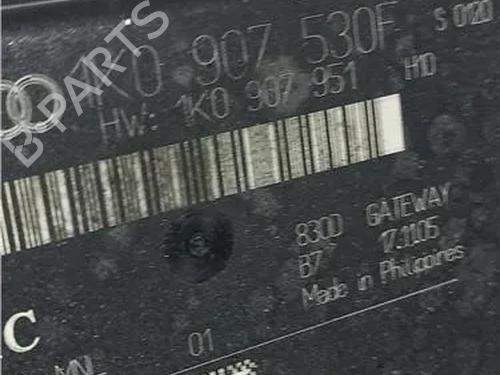 1K0 907 530F S 0120
HW: 1K0 907 951 H10
B PARTS
830D GATEWAY
B7 17.11.05
Made in Philippines
01